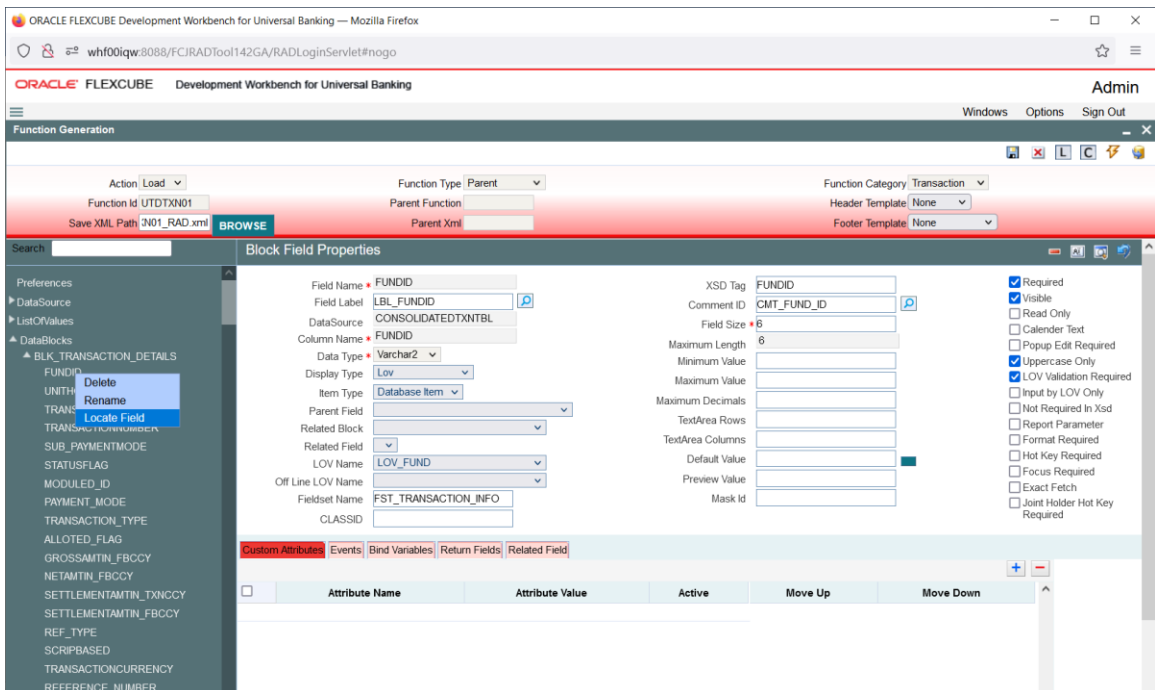 ORACLE FLEXCUBE Development Workbench for Universal Banking — Mozilla Firefox
whf00iqw:8088/FCJRADTool142GA/RADLoginServlet#nogo
ORACLE FLEXCUBE Development Workbench for Universal Banking Admin
Windows Options Sign Out
Function Generation
L C
Action Load Function Type Parent Function Category Transaction
Function Id UTDTXN01 Parent Function Header Template None
Save XML Path N01_RAD.xml BROWSE Parent Xml Footer Template None
Search Block Field Properties
Preferences
DataSource
ListOfValues
DataBlocks
BLK_TRANSACTION_DETAILS
FUNDID
UNITH
TRANS
TRANSACTIONNUMBER
SUB_PAYMENTMODE
STATUSFLAG
MODULED_ID
PAYMENT_MODE
TRANSACTION_TYPE
ALLOTED_FLAG
GROSSAMTIN_FBCCY
NETAMTIN_FBCCY
SETTLEMENTAMTIN_TXNCCY
SETTLEMENTAMTIN_FBCCY
REF_TYPE
SCRIPBASED
TRANSACTIONCURRENCY
REFERENCE_NUMBER
Delete
Rename
Locate Field
Field Name * FUNDID
Field Label LBL_FUNDID
DataSource CONSOLIDATEDTXNTBL
Column Name * FUNDID
Data Type * Varchar2
Display Type Lov
Item Type Database Item
Parent Field
Related Block
Related Field
LOV Name LOV_FUND
Off Line LOV Name
Fieldset Name FST_TRANSACTION_INFO
CLASSID
XSD Tag FUNDID
Comment ID CMT_FUND_ID
Field Size * 6
Maximum Length 6
Minimum Value
Maximum Value
Maximum Decimals
TextArea Rows
TextArea Columns
Default Value
Preview Value
Mask Id
Required
Visible
Read Only
Calender Text
Popup Edit Required
Uppercase Only
LOV Validation Required
Input by LOV Only
Not Required In Xsd
Report Parameter
Format Required
Hot Key Required
Focus Required
Exact Fetch
Joint Holder Hot Key
Required
Custom Attributes Events Bind Variables Return Fields Related Field
Attribute Name Attribute Value Active Move Up Move Down